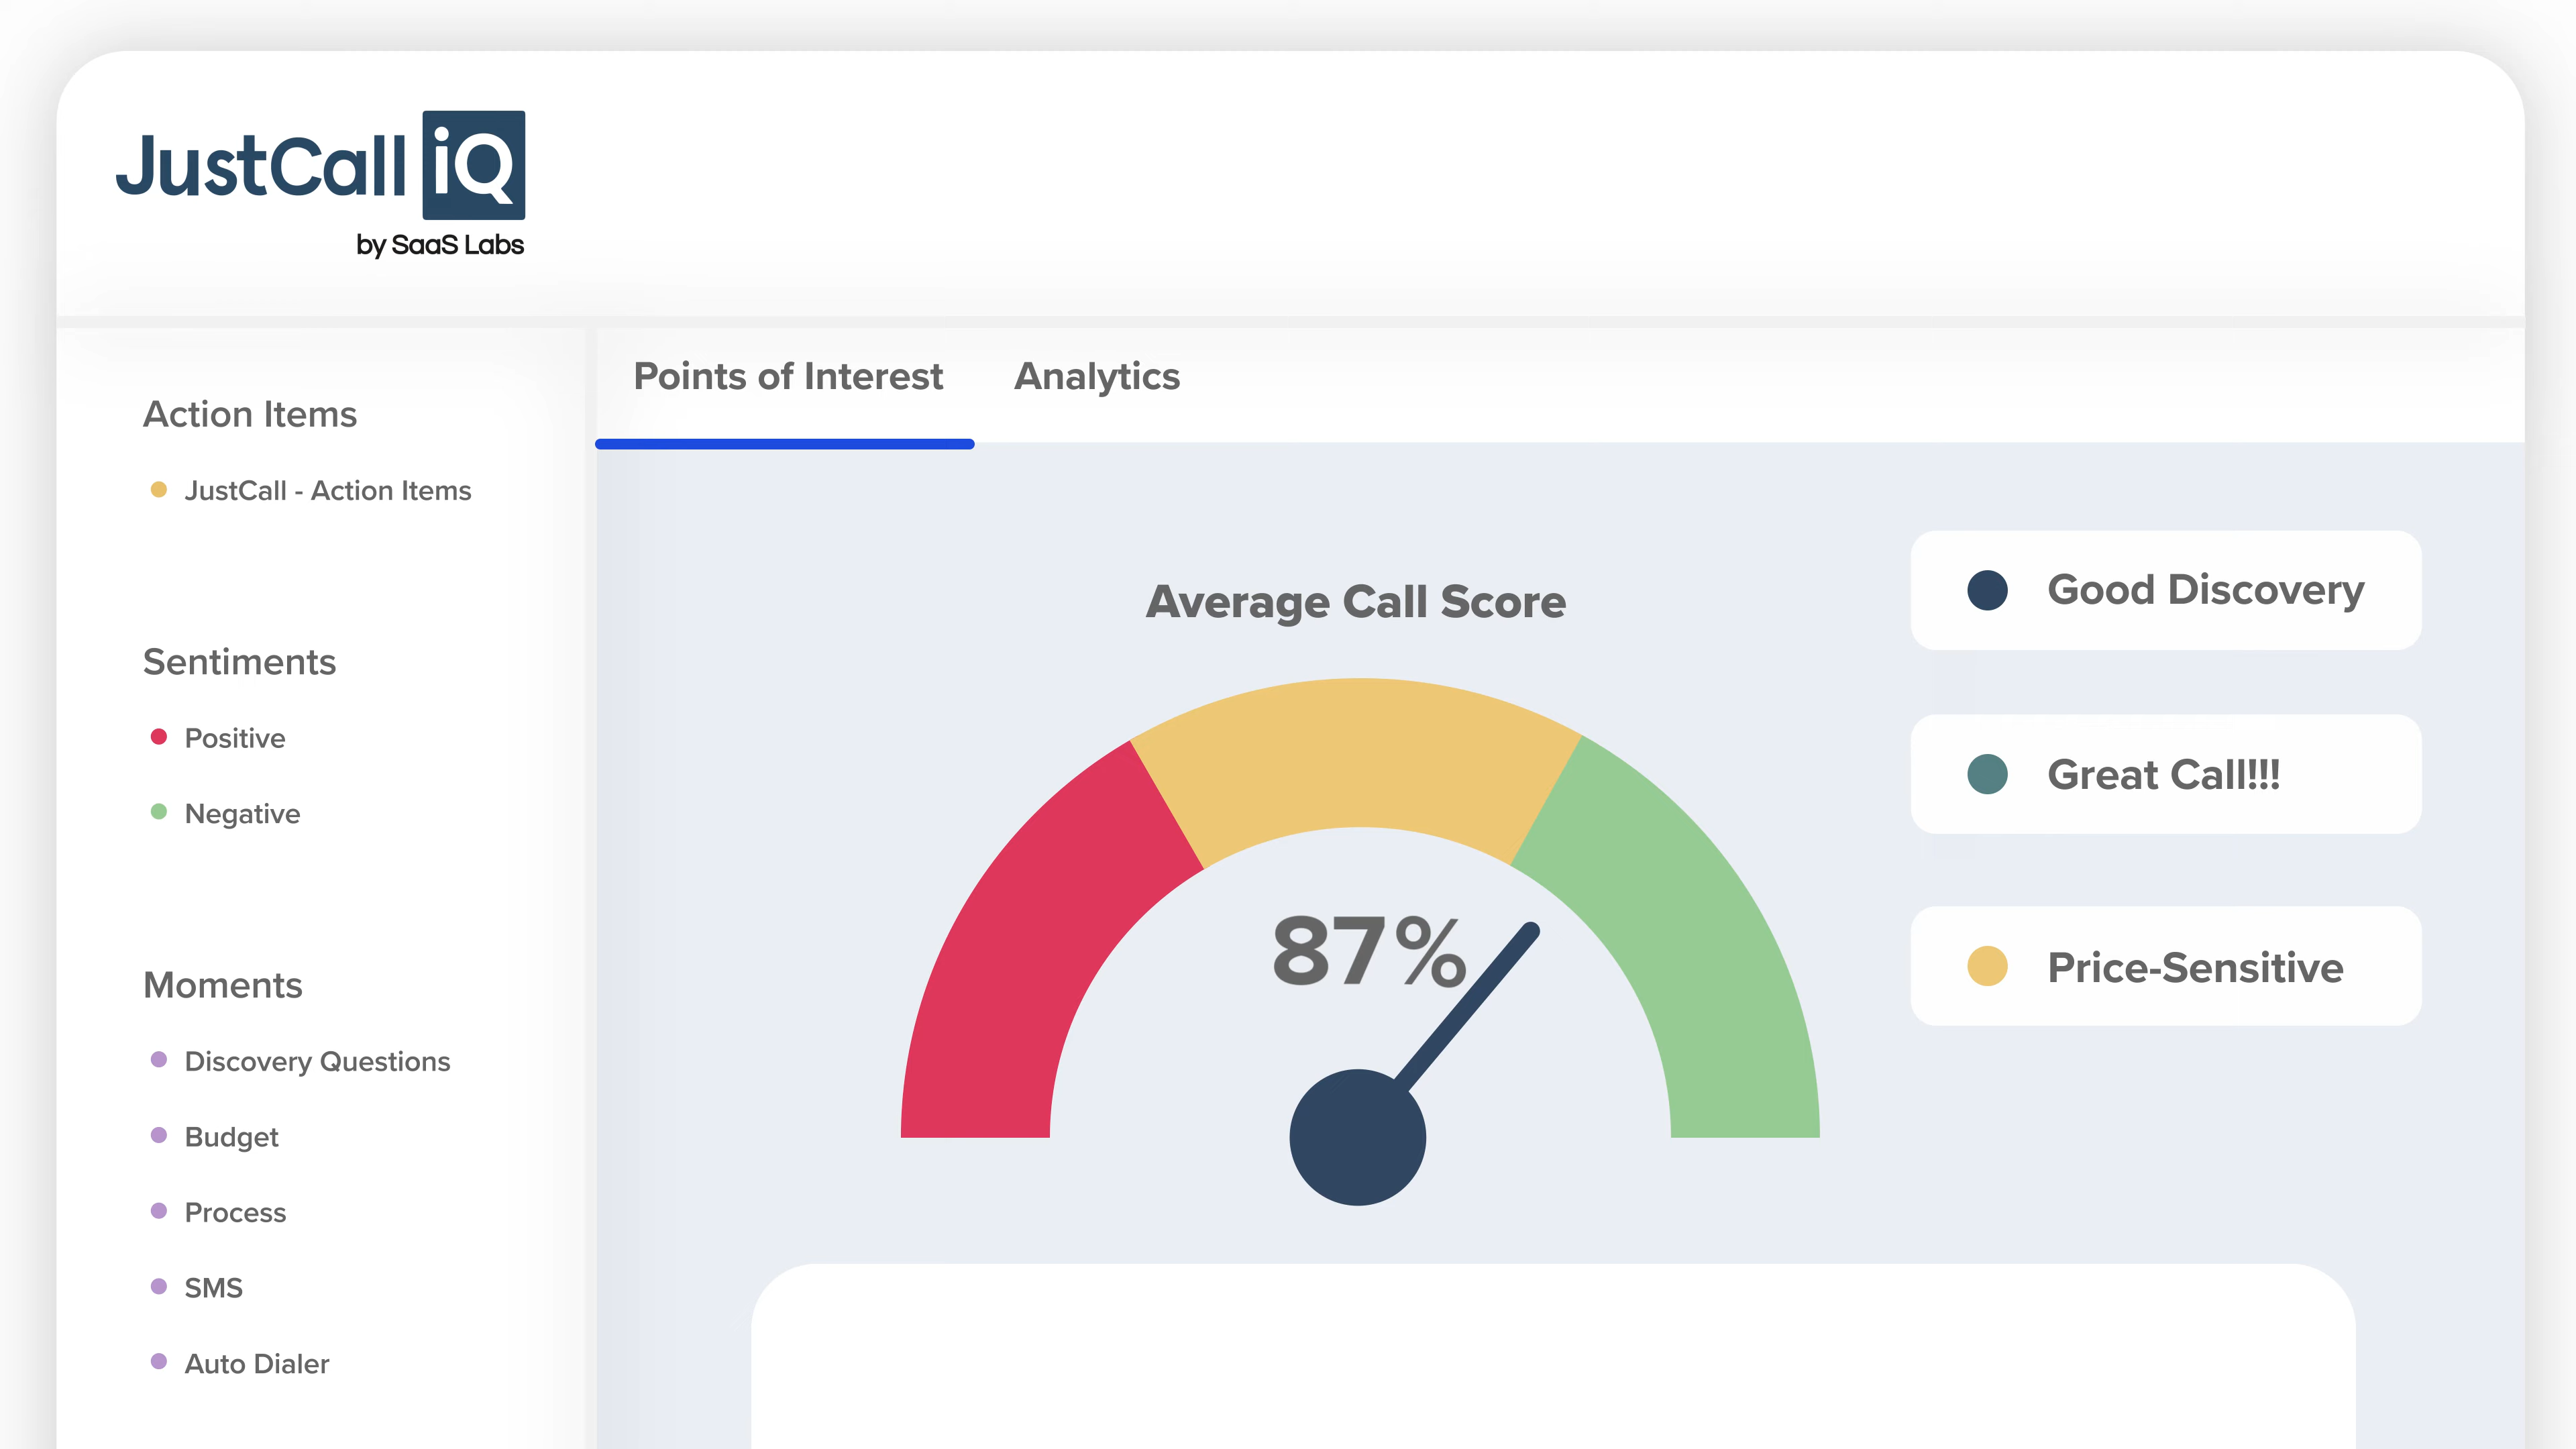 JustCall iQ
by SaaS Labs
Action Items
JustCall - Action Items
Sentiments
Positive
Negative
Moments
Discovery Questions
Budget
Process
SMS
Auto Dialer
Points of Interest
Analytics
Average Call Score
87%
Good Discovery
Great Call!!!
Price-Sensitive